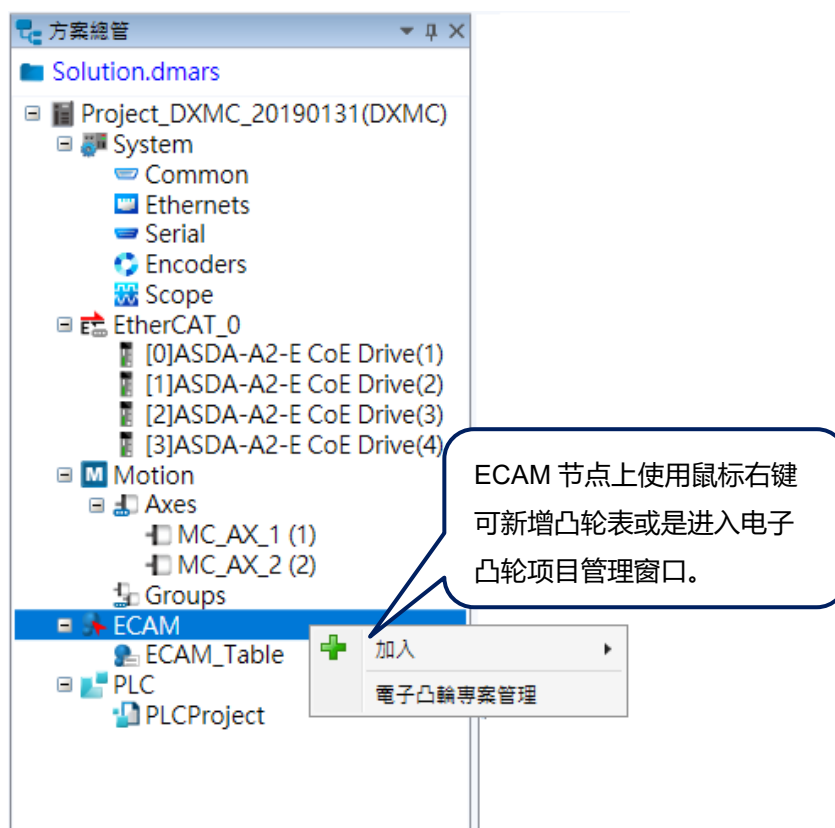 方案總管
Solution.dmars
Project_DXMC_20190131(DXMC)
System
Common
Ethernets
Serial
Encoders
Scope
EtherCAT_0
[0]ASDA-A2-E CoE Drive(1)
[1]ASDA-A2-E CoE Drive(2)
[2]ASDA-A2-E CoE Drive(3)
[3]ASDA-A2-E CoE Drive(4)
Motion
Axes
MC_AX_1 (1)
MC_AX_2 (2)
Groups
ECAM
ECAM_Table
PLC
PLCProject
ECAM 节点上使用鼠标右键
可新增凸轮表或是进入电子
凸轮项目管理窗口。
加入
電子凸輪專案管理